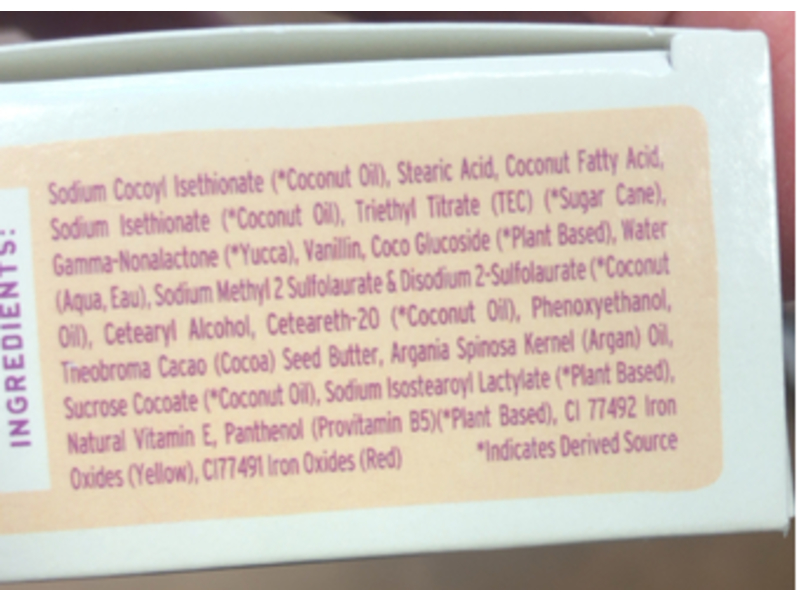 INGREDIENTS:
Sodium Cocoyl Isethionate (*Coconut Oil), Stearic Acid, Coconut Fatty Acid,
Sodium Isethionate (*Coconut Oil), Triethyl Titrate (TEC) (*Sugar Cane),
Gamma-Nonalactone (*Yucca), Vanillin, Coco Glucoside (*Plant Based), Water
(Aqua, Eau), Sodium Methyl 2 Sulfolaurate & Disodium 2-Sulfolaurate (*Coconut
Oil), Cetearyl Alcohol, Ceteareth-20 (*Coconut Oil), Phenoxyethanol,
Theobroma Cacao (Cocoa) Seed Butter, Argania Spinosa Kernel (Argan) Oil,
Sucrose Cocoate (*Coconut Oil), Sodium Isostearoyl Lactylate (*Plant Based),
Natural Vitamin E, Panthenol (Provitamin B5)(*Plant Based), CI 77492 Iron
Oxides (Yellow), CI77491 Iron Oxides (Red) *Indicates Derived Source